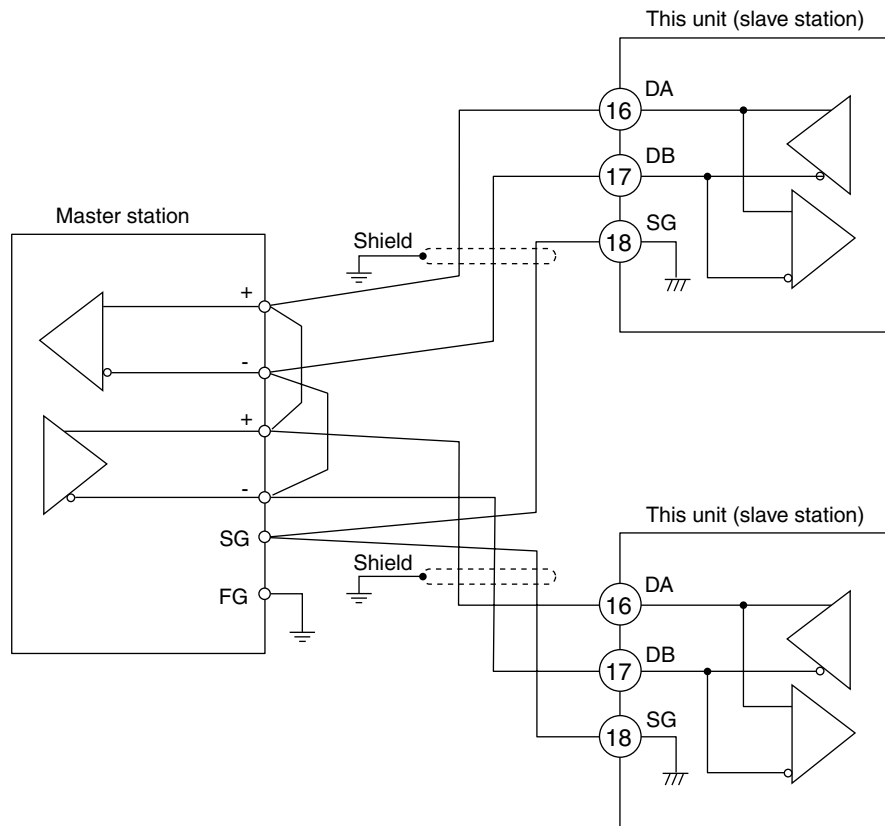 This unit (slave station)
DA
16
DB
17
SG
18
Master station
Shield
+
-
+
-
SG
FG
This unit (slave station)
Shield
DA
16
DB
17
SG
18